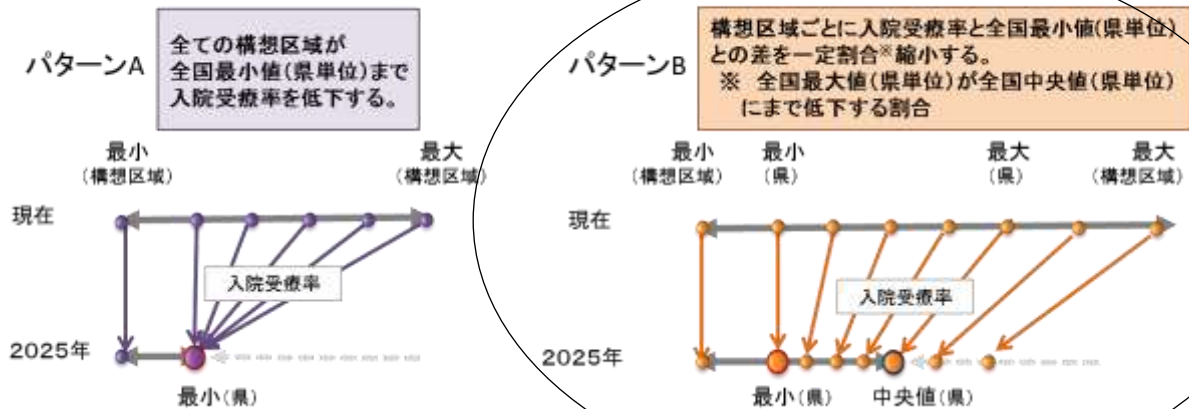 パターンA
全ての構想区域が
全国最小値(県単位)まで
入院受療率を低下する。
最小
(構想区域)
最大
(構想区域)
現在
入院受療率
2025年
最小(県)
パターンB
構想区域ごとに入院受療率と全国最小値(県単位)
との差を一定割合※縮小する。
※ 全国最大値(県単位)が全国中央値(県単位)
にまで低下する割合
最小
(構想区域)
最小
(県)
最大
(県)
最大
(構想区域)
現在
入院受療率
2025年
最小(県)
中央値(県)